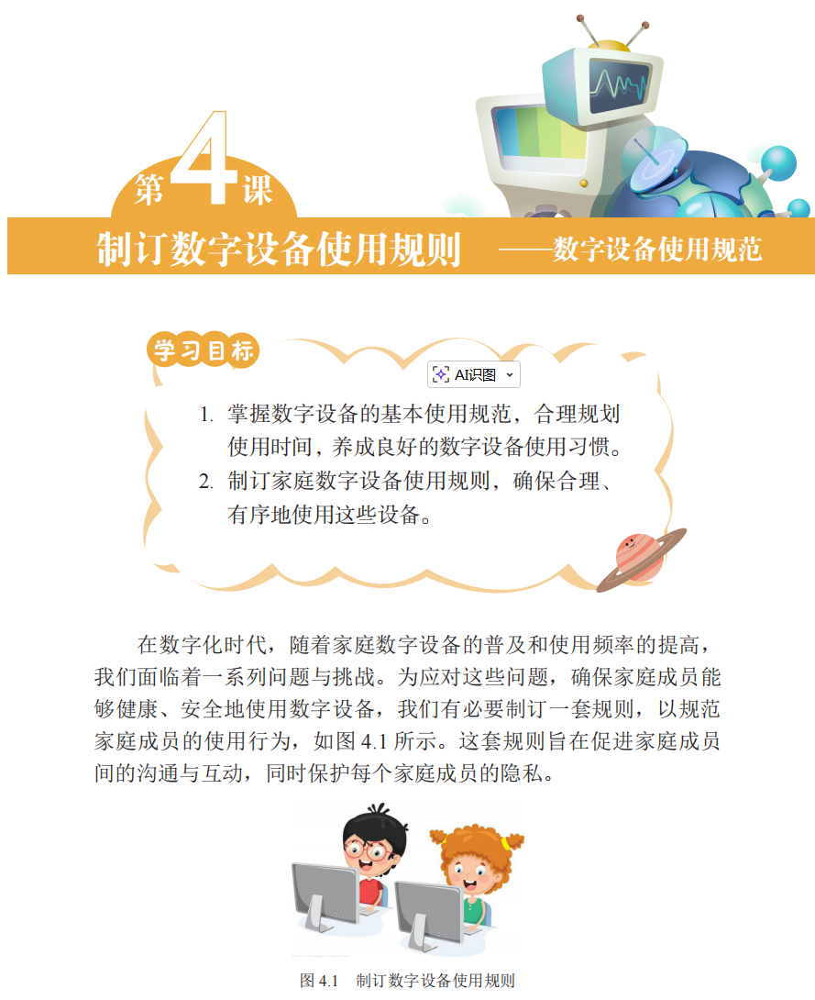 第4课
制订数字设备使用规则 ——数字设备使用规范
学习目标
AI识图
1. 掌握数字设备的基本使用规范，合理规划
使用时间，养成良好的数字设备使用习惯。
2. 制订家庭数字设备使用规则，确保合理、
有序地使用这些设备。
在数字化时代，随着家庭数字设备的普及和使用频率的提高，
我们面临着一系列问题与挑战。为应对这些问题，确保家庭成员能
够健康、安全地使用数字设备，我们有必要制订一套规则，以规范
家庭成员的使用行为，如图 4.1 所示。这套规则旨在促进家庭成员
间的沟通与互动，同时保护每个家庭成员的隐私。
图 4.1 制订数字设备使用规则